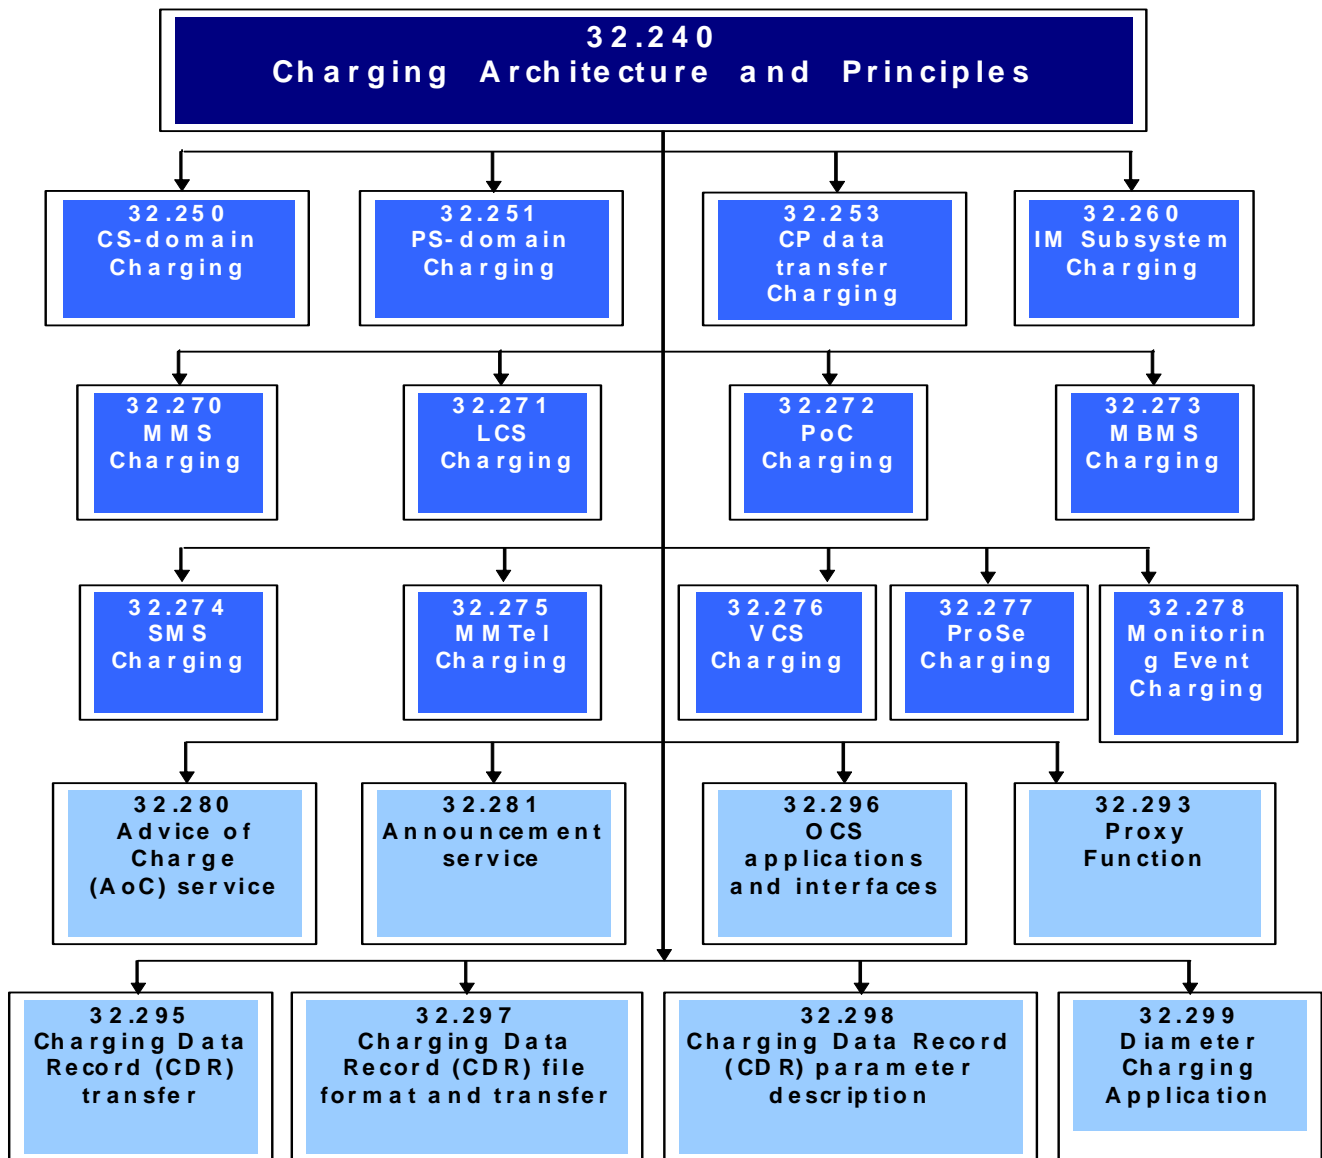 32.240
Charging Architecture and Principles
32.250
CS-domain
Charging
32.251
PS-domain
Charging
32.253
CP data
transfer
Charging
32.260
IM Subsystem
Charging
32.270
MMS
Charging
32.271
LCS
Charging
32.272
PoC
Charging
32.273
MBMS
Charging
32.274
SMS
Charging
32.275
MMTel
Charging
32.276
VCS
Charging
32.277
ProSe
Charging
32.278
Monitorin
g Event
Charging
32.280
Advice of
Charge
(AoC) service
32.281
Announcement
service
32.296
OCS
applications
and interfaces
32.293
Proxy
Function
32.295
Charging Data
Record (CDR)
transfer
32.297
Charging Data
Record (CDR) file
format and transfer
32.298
Charging Data Record
(CDR) parameter
description
32.299
Diameter
Charging
Application